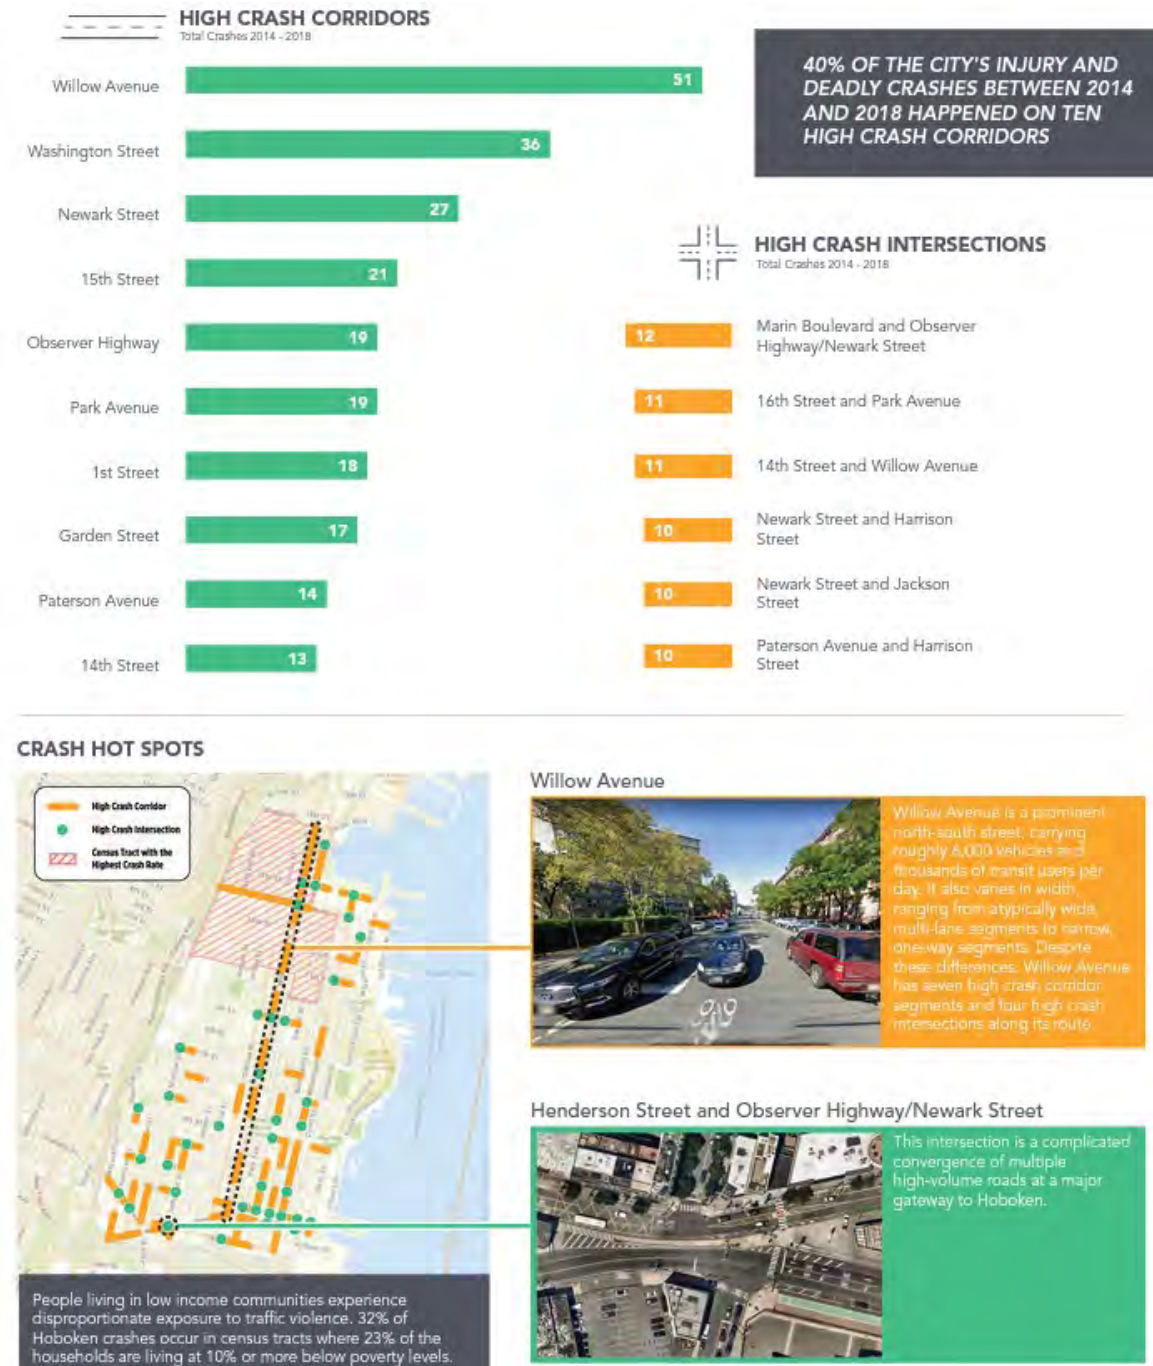 HIGH CRASH CORRIDORS
Total Crashes 2014 - 2018
Willow Avenue
51
Washington Street
36
Newark Street
27
15th Street
21
Observer Highway
19
Park Avenue
19
1st Street
18
Garden Street
17
Paterson Avenue
14
14th Street
13
40% OF THE CITY'S INJURY AND
DEADLY CRASHES BETWEEN 2014
AND 2018 HAPPENED ON TEN
HIGH CRASH CORRIDORS
HIGH CRASH INTERSECTIONS
Total Crashes 2014 - 2018
12
Marin Boulevard and Observer
Highway/Newark Street
11
16th Street and Park Avenue
11
14th Street and Willow Avenue
10
Newark Street and Harrison
Street
10
Newark Street and Jackson
Street
10
Paterson Avenue and Harrison
Street
CRASH HOT SPOTS
High Crash Corridor
High Crash Intersection
Census Tract with the
Highest Crash Rate
People living in low income communities experience
disproportionate exposure to traffic violence. 32% of
Hoboken crashes occur in census tracts where 23% of the
households are living at 10% or more below poverty levels.
Willow Avenue
Willow Avenue is a prominent
north-south street, carrying
roughly 6,000 vehicles and
thousands of transit users per
day. It also varies in width,
ranging from atypically wide,
multi-lane segments to narrow,
one-way segments. Despite
these differences, Willow Avenue
has seven high crash corridor
segments and four high crash
intersections along its route.
Henderson Street and Observer Highway/Newark Street
This intersection is a complicated
convergence of multiple
high-volume roads at a major
gateway to Hoboken.